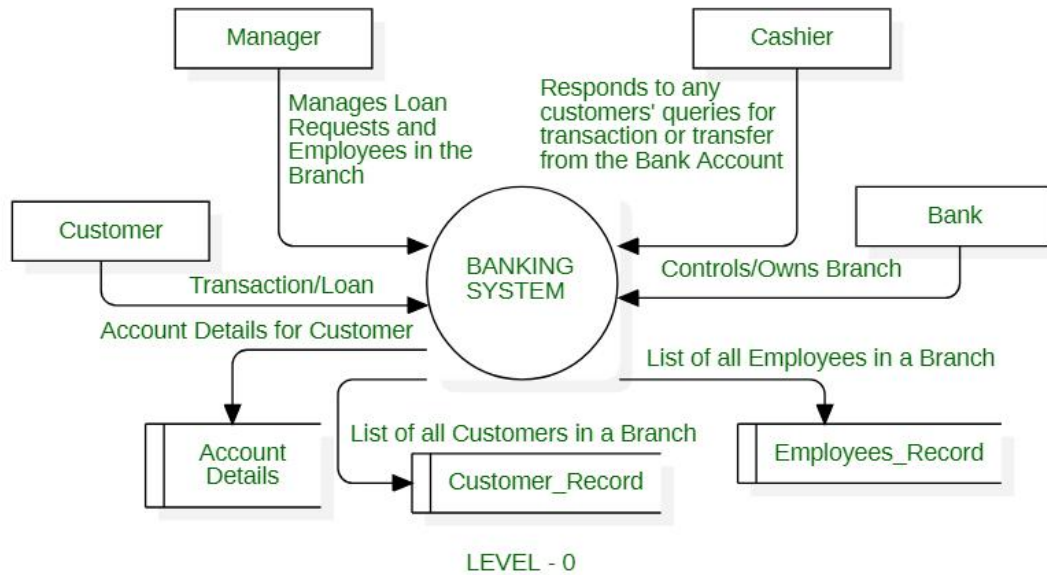 Manager
Cashier
Manages Loan
Requests and
Employees in the
Branch
Responds to any
customers' queries for
transaction or transfer
from the Bank Account
Customer
Bank
BANKING
SYSTEM
Transaction/Loan
Controls/Owns Branch
Account Details for Customer
List of all Employees in a Branch
List of all Customers in a Branch
Account
Details
Customer_Record
Employees_Record
LEVEL - 0